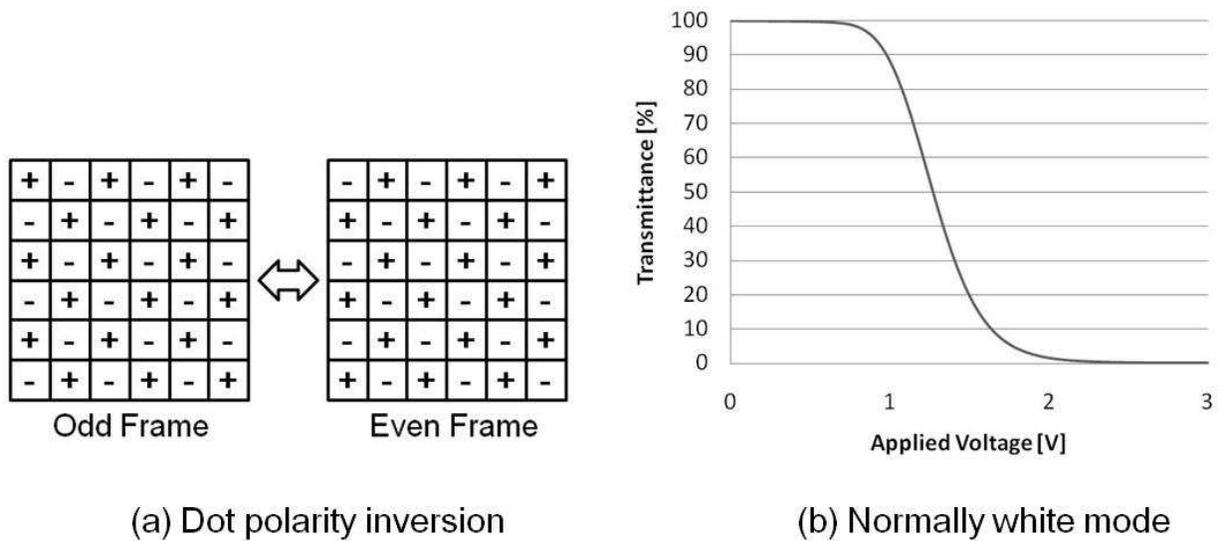 + - + - + -
- + - + - +
+ - + - + -
- + - + - +
+ - + - + -
- + - + - +
Odd Frame
- + - + - +
+ - + - + -
- + - + - +
+ - + - + -
- + - + - +
+ - + - + -
Even Frame
(a) Dot polarity inversion
Transmittance [%]
100
90
80
70
60
50
40
30
20
10
0
0 1 2 3
Applied Voltage [V]
(b) Normally white mode